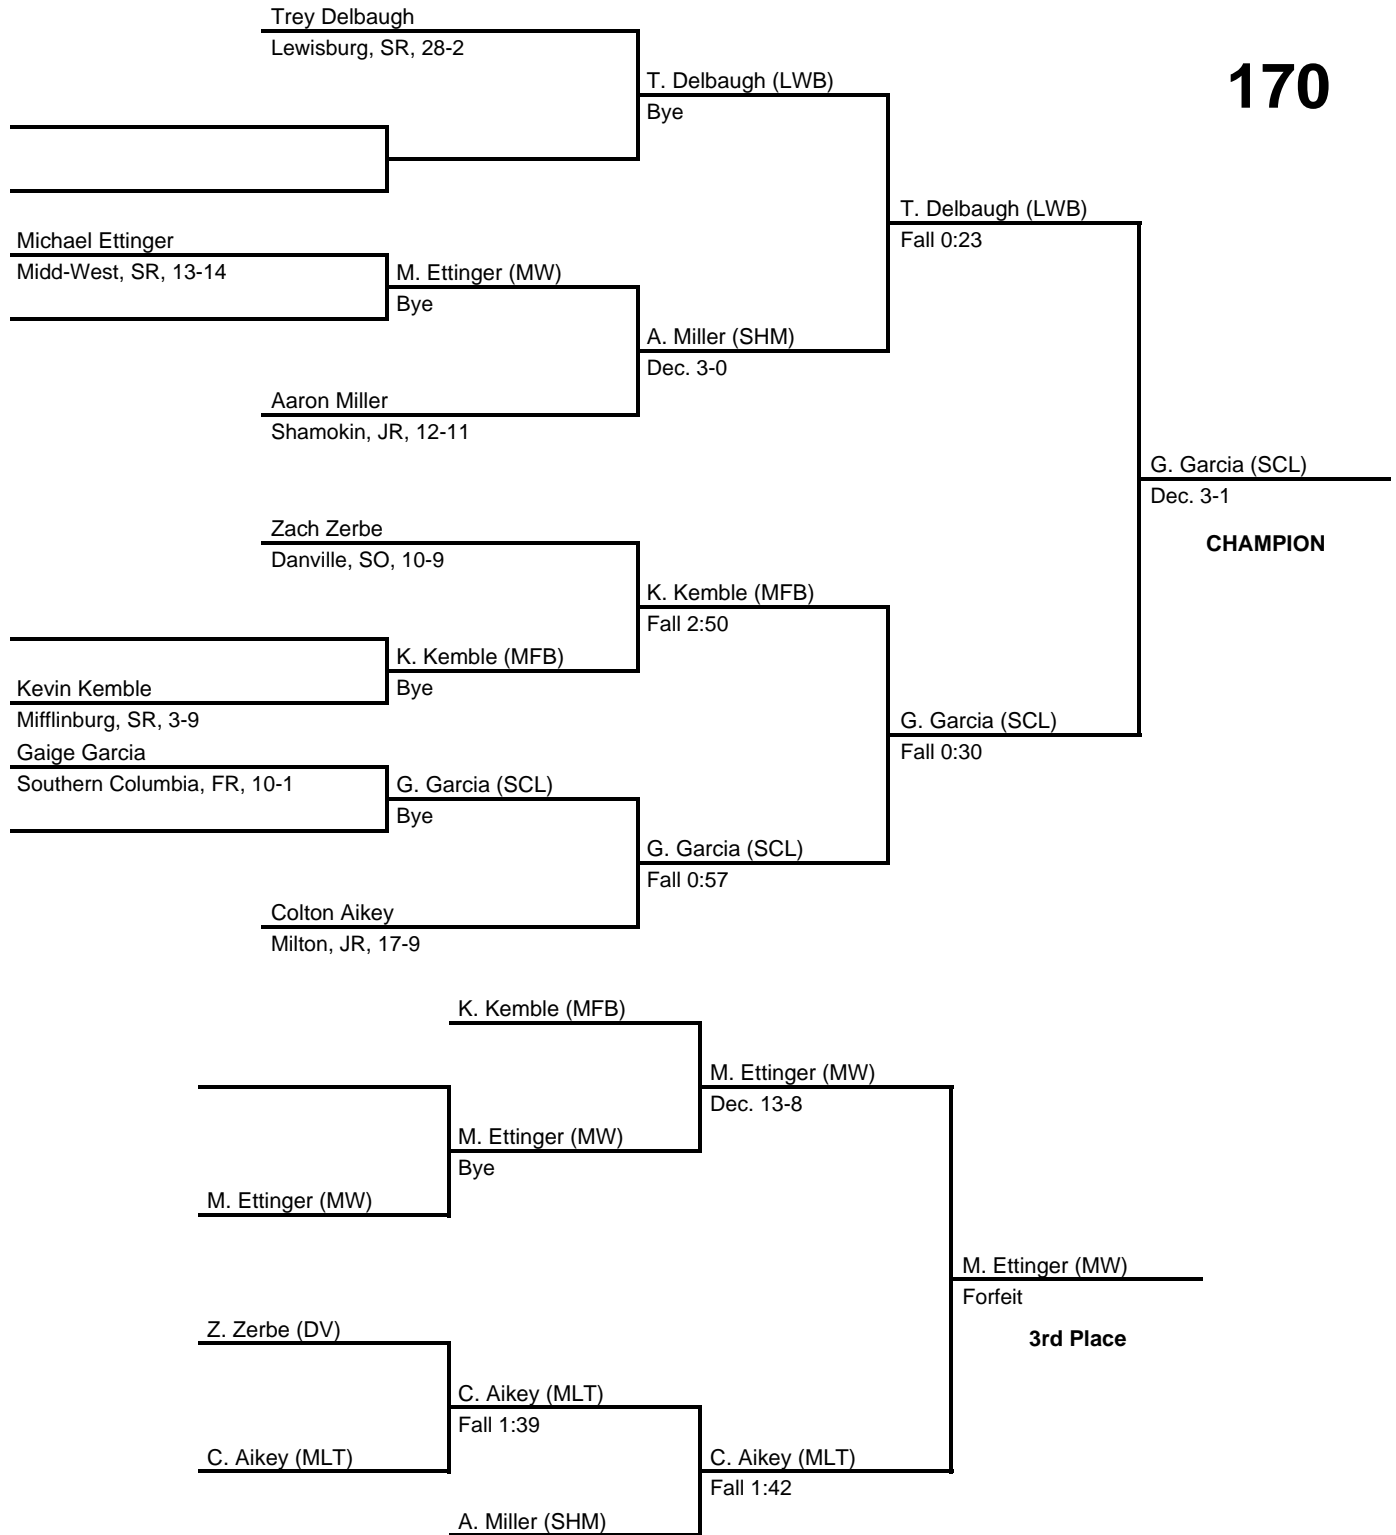 Trey Delbaugh
Lewisburg, SR, 28-2
170
T. Delbaugh (LWB)
Bye
T. Delbaugh (LWB)
Fall 0:23
Michael Ettinger
Midd-West, SR, 13-14
M. Ettinger (MW)
Bye
A. Miller (SHM)
Dec. 3-0
Aaron Miller
Shamokin, JR, 12-11
G. Garcia (SCL)
Dec. 3-1
CHAMPION
Zach Zerbe
Danville, SO, 10-9
K. Kemble (MFB)
Fall 2:50
K. Kemble (MFB)
Bye
Kevin Kemble
Mifflinburg, SR, 3-9
G. Garcia (SCL)
Fall 0:30
Gaige Garcia
Southern Columbia, FR, 10-1
G. Garcia (SCL)
Bye
G. Garcia (SCL)
Fall 0:57
Colton Aikey
Milton, JR, 17-9
K. Kemble (MFB)
M. Ettinger (MW)
Dec. 13-8
M. Ettinger (MW)
Bye
M. Ettinger (MW)
M. Ettinger (MW)
Forfeit
3rd Place
Z. Zerbe (DV)
C. Aikey (MLT)
Fall 1:39
C. Aikey (MLT)
C. Aikey (MLT)
Fall 1:42
A. Miller (SHM)